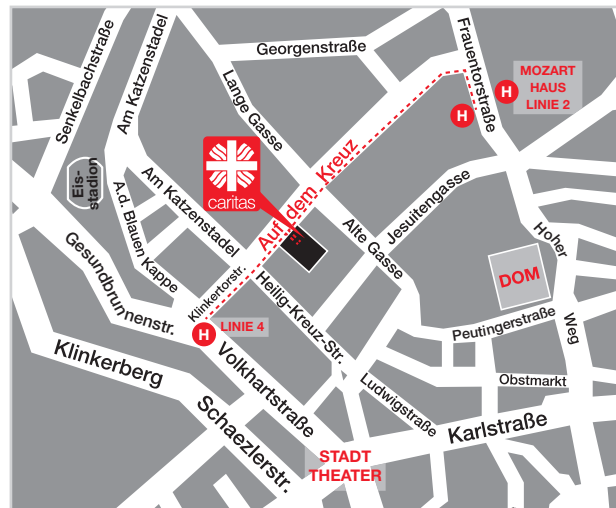 Georgenstraße
Frauentorstraße
H
MOZART
HAUS
LINIE 2
H
Senkelbachstraße
Am Katzenstadel
Lange Gasse
Eis-
stadion
Am Katzenstadel
caritas
Auf dem Kreuz
Jesuitengasse
A.d. Blauen Kappe
Alte Gasse
Hoher
Weg
DOM
Gesundbrunnenstr.
Klinkertorstr.
Heilig-Kreuz-Str.
H
LINIE 4
Peutingerstraße
Klinkerberg
Volkhartstraße
Ludwigstraße
Obstmarkt
Schaezlerstr.
Karlstraße
STADT
THEATER